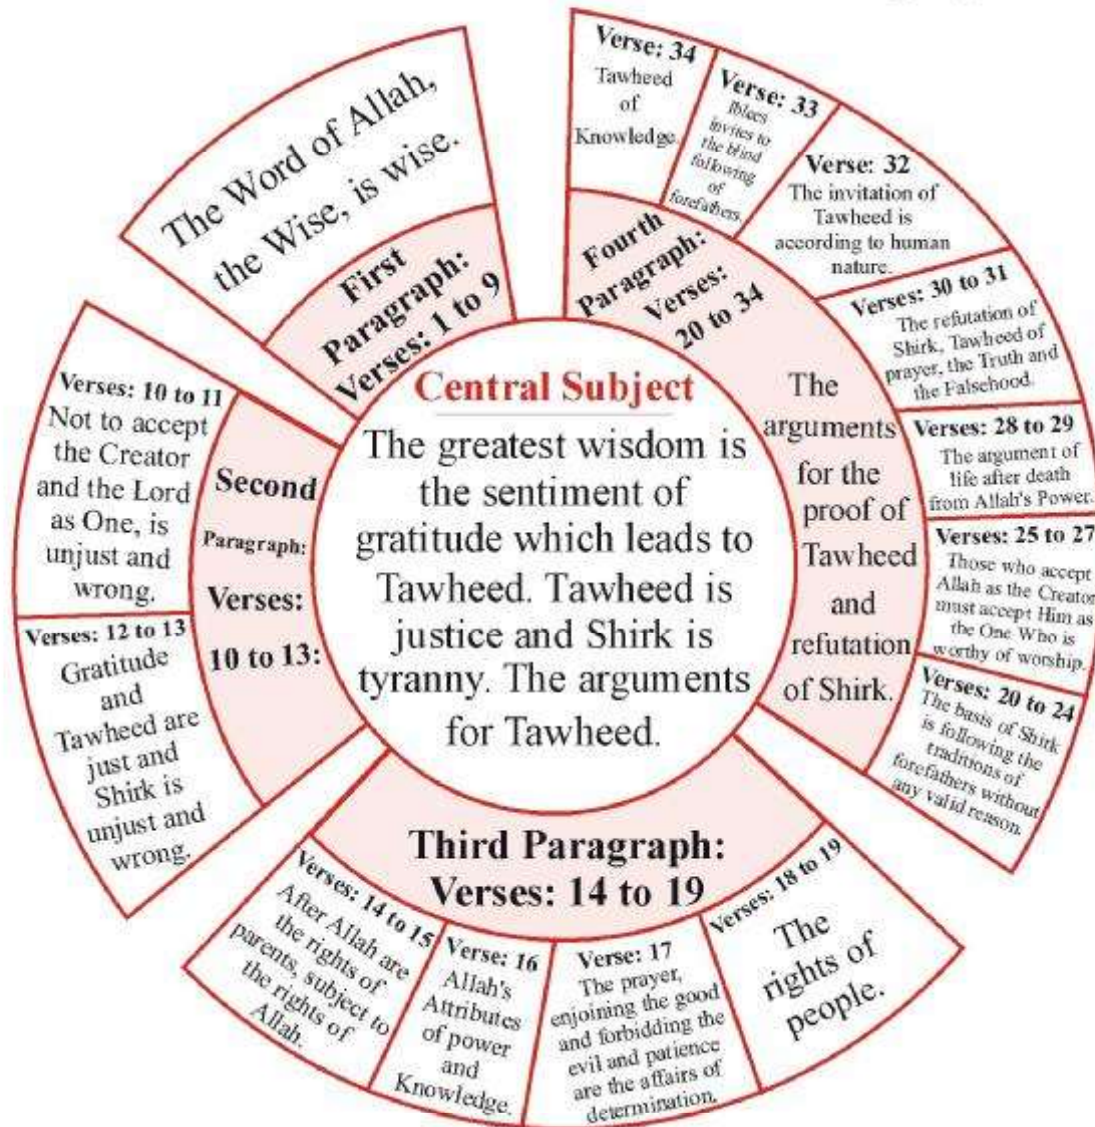 Central Subject
The greatest wisdom is
the sentiment of
gratitude which leads to
Tawheed. Tawheed is
justice and Shirk is
tyranny. The arguments
for Tawheed.
First
Paragraph:
Verses: 1 to 9
The Word of Allah,
the Wise, is wise.
Second
Paragraph:
Verses:
10 to 13:
Verses: 10 to 11
Not to accept
the Creator
and the Lord
as One, is
unjust and
wrong.
Verses: 12 to 13
Gratitude
and
Tawheed are
just and
Shirk is
unjust and
wrong.
Third Paragraph:
Verses: 14 to 19
Verses: 14 to 15
After Allah are
the rights of
parents, subject to
the rights of
Allah.
Verse: 16
Allah's
Attributes
of power
and
Knowledge.
Verse: 17
The prayer,
enjoining the good
and forbidding the
evil and patience
are the affairs of
determination.
Verses: 18 to 19
The
rights of
people.
Fourth
Paragraph:
Verses:
20 to 34
The
arguments
for the
proof of
Tawheed
and
refutation
of Shirk.
Verses: 20 to 24
The basis of Shirk
is following the
traditions of
forefathers without
any valid reason.
Verses: 25 to 27
Those who accept
Allah as the Creator
must accept Him as
the One Who is
worthy of worship.
Verses: 28 to 29
The argument of
life after death
from Allah's Power.
Verses: 30 to 31
The refutation of
Shirk, Tawheed of
prayer, the Truth and
the Falsehood.
Verse: 32
The invitation of
Tawheed is
according to human
nature.
Verse: 33
Iblees
invites to
the blind
following
of
forefathers.
Verse: 34
Tawheed
of
Knowledge.